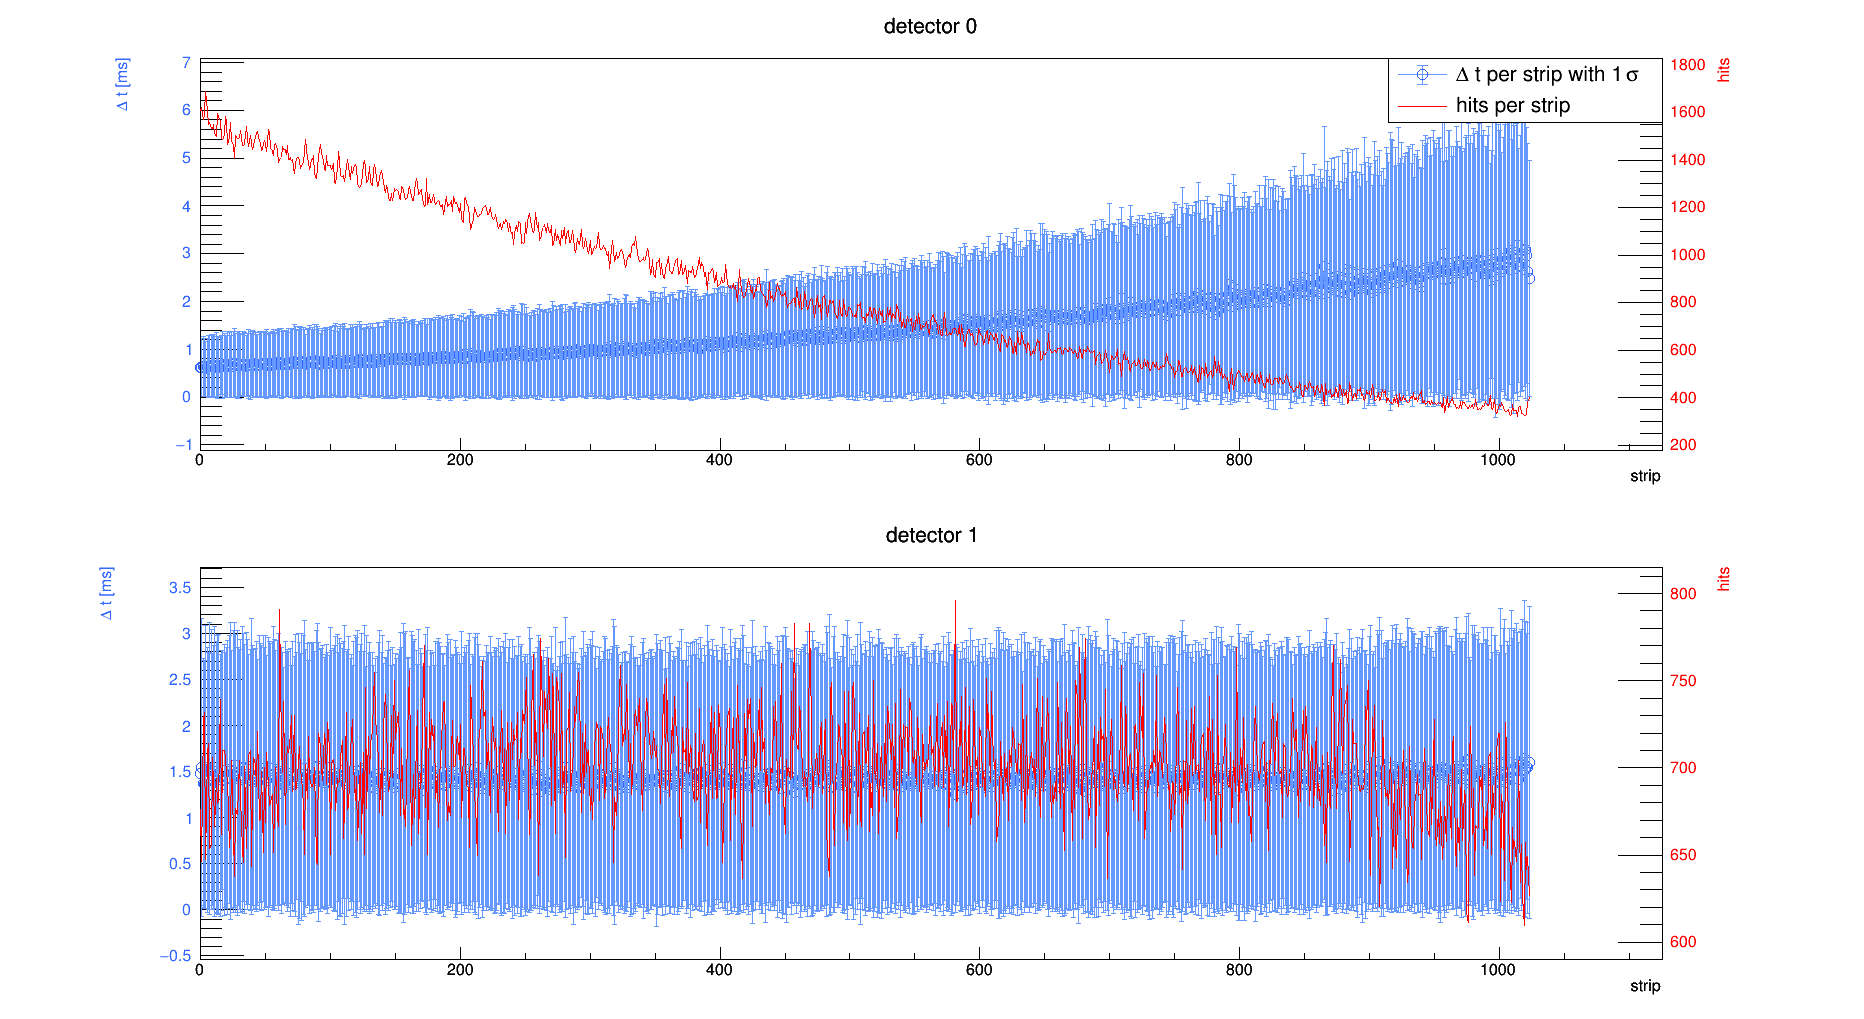 detector 0
Δ t [ms]
hits
7
6
5
4
3
2
1
0
−1
1800
1600
1400
1200
1000
800
600
400
200
Δ t per strip with 1 σ
hits per strip
0 200 400 600 800 1000
strip
detector 1
Δ t [ms]
hits
3.5
3
2.5
2
1.5
1
0.5
0
−0.5
800
750
700
650
600
0 200 400 600 800 1000
strip